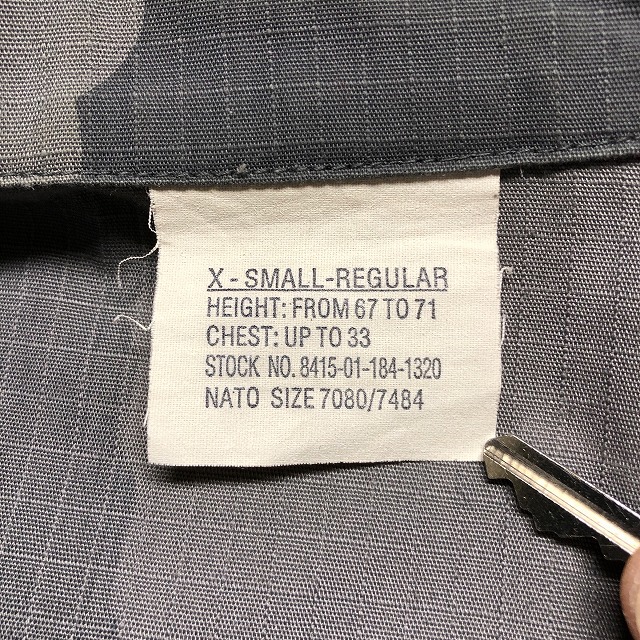 X-SMALL-REGULAR
HEIGHT: FROM 67 TO 71
CHEST: UP TO 33
STOCK NO. 8415-01-184-1320
NATO SIZE 7080/7484